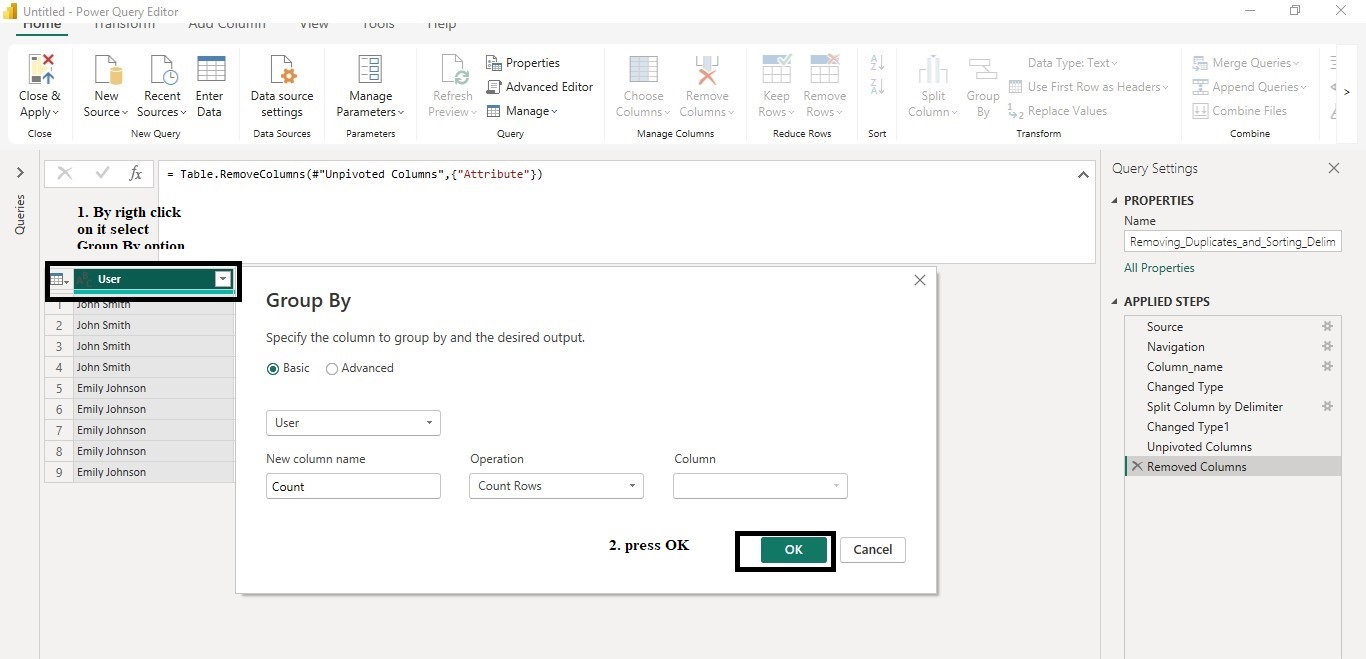 Untitled - Power Query Editor
Home Transform Add Column View Tools Help
Close & Apply
New Source
Recent Sources
Enter Data
Data source settings
Manage Parameters
Refresh Preview
Properties
Advanced Editor
Manage
Choose Columns
Remove Columns
Keep Rows
Remove Rows
Split Column
Group By
Data Type: Text
Use First Row as Headers
Replace Values
Merge Queries
Append Queries
Combine Files
Close
New Query
Data Sources
Parameters
Query
Manage Columns
Reduce Rows
Sort
Transform
Combine
Queries
fx
= Table.RemoveColumns(#"Unpivoted Columns",{"Attribute"})
1. By rigth click
on it select
Group By option
User
1 John Smith
2 John Smith
3 John Smith
4 John Smith
5 Emily Johnson
6 Emily Johnson
7 Emily Johnson
8 Emily Johnson
9 Emily Johnson
Group By
Specify the column to group by and the desired output.
Basic Advanced
User
New column name Operation Column
Count Count Rows
2. press OK
OK Cancel
Query Settings
PROPERTIES
Name
Removing_Duplicates_and_Sorting_Delim
All Properties
APPLIED STEPS
Source
Navigation
Column_name
Changed Type
Split Column by Delimiter
Changed Type1
Unpivoted Columns
Removed Columns